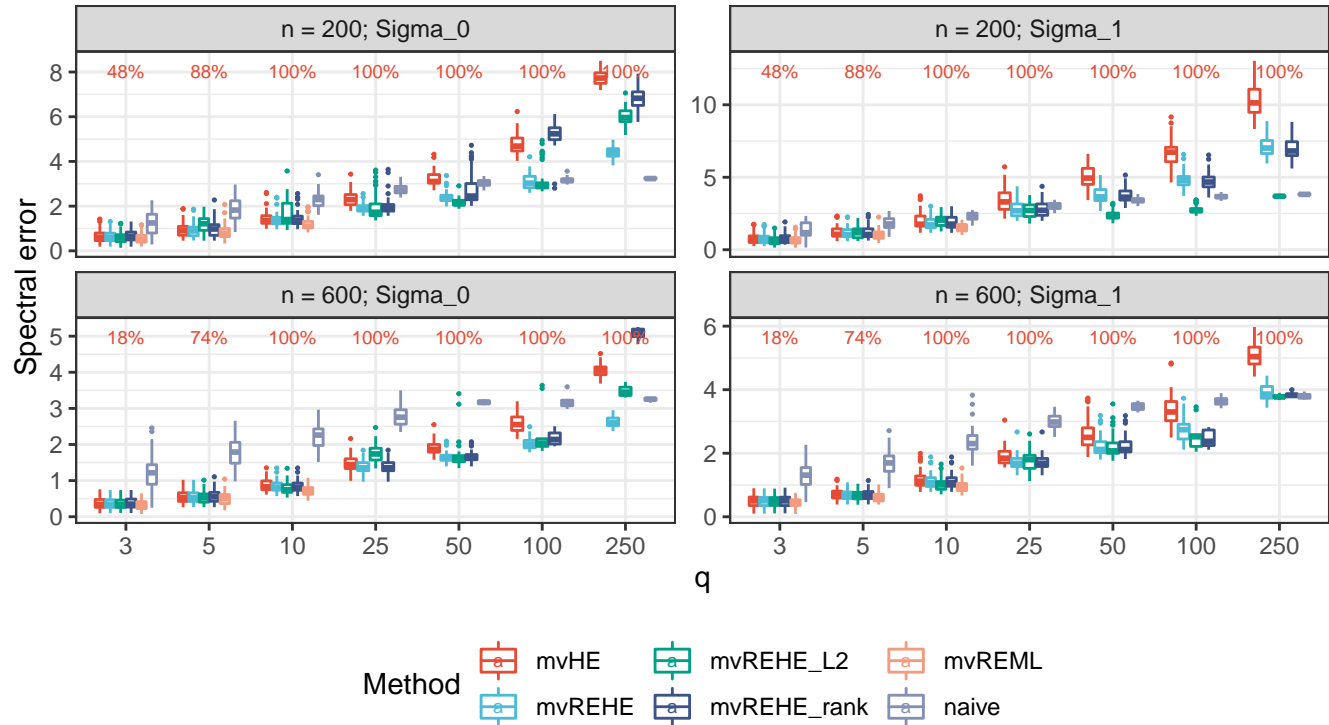 n = 200; Sigma_0
n = 200; Sigma_1
48% 88% 100% 100% 100% 100% 100%
8
6
4
2
0
48% 88% 100% 100% 100% 100% 100%
10
5
0
Spectral error
n = 600; Sigma_0
n = 600; Sigma_1
18% 74% 100% 100% 100% 100% 100%
5
4
3
2
1
0
18% 74% 100% 100% 100% 100% 100%
6
4
2
0
3 5 10 25 50 100 250
3 5 10 25 50 100 250
q
Method
a mvHE
a mvREHE_L2
a mvREML
a mvREHE
a mvREHE_rank
a naive